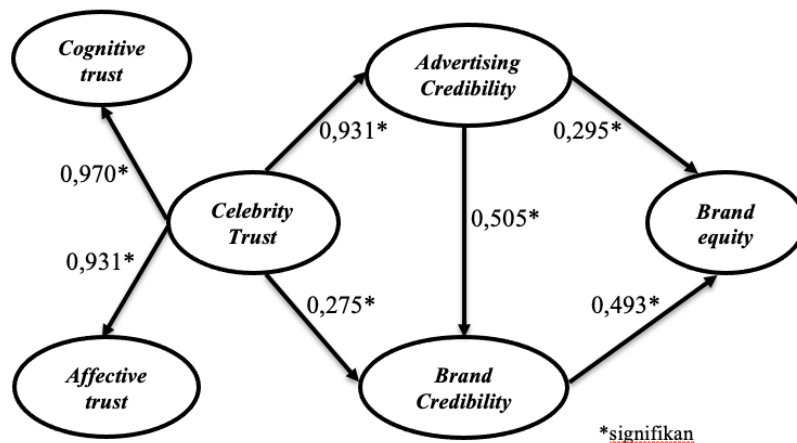 Cognitive
trust
Advertising
Credibility
0,931*
0,295*
0,970*
Celebrity
Trust
0,505*
Brand
equity
0,931*
0,275*
0,493*
Affective
trust
Brand
Credibility
*signifikan